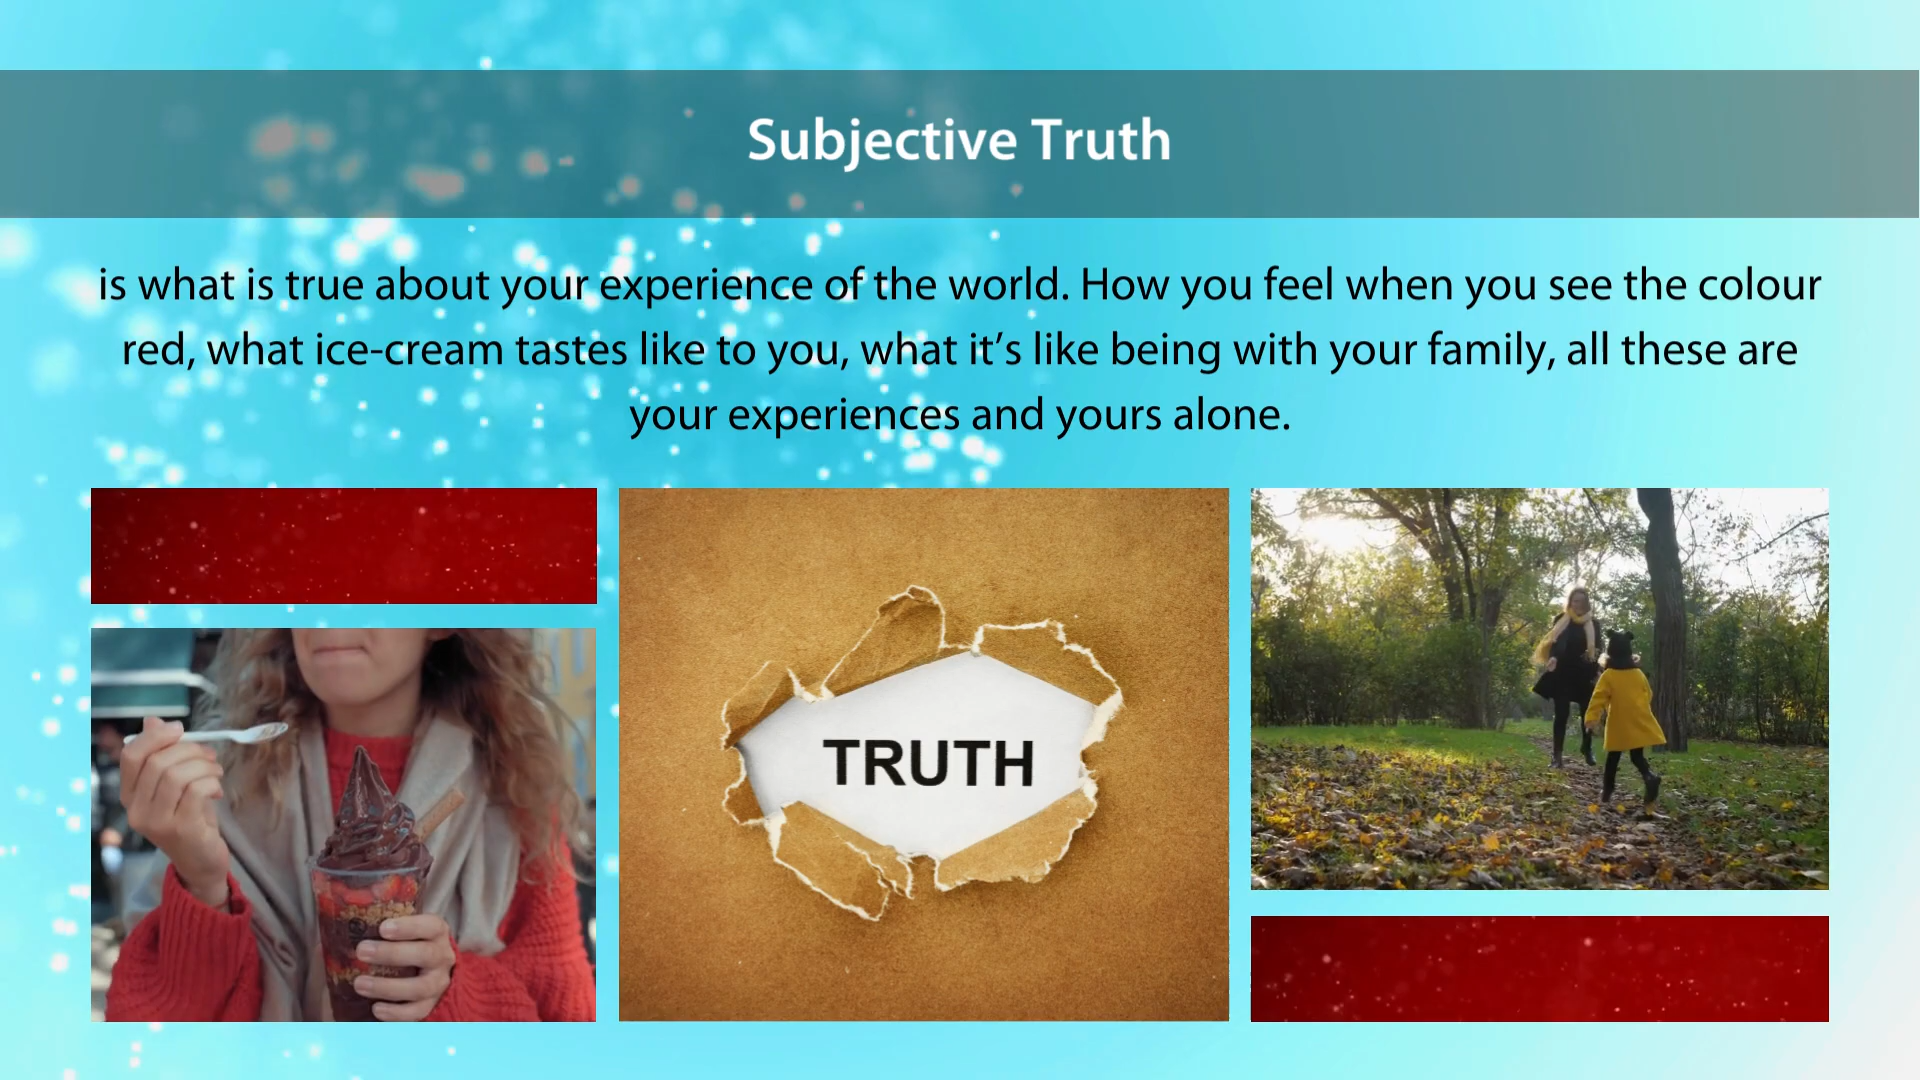 Subjective Truth
is what is true about your experience of the world. How you feel when you see the colour
red, what ice-cream tastes like to you, what it’s like being with your family, all these are
your experiences and yours alone.
TRUTH